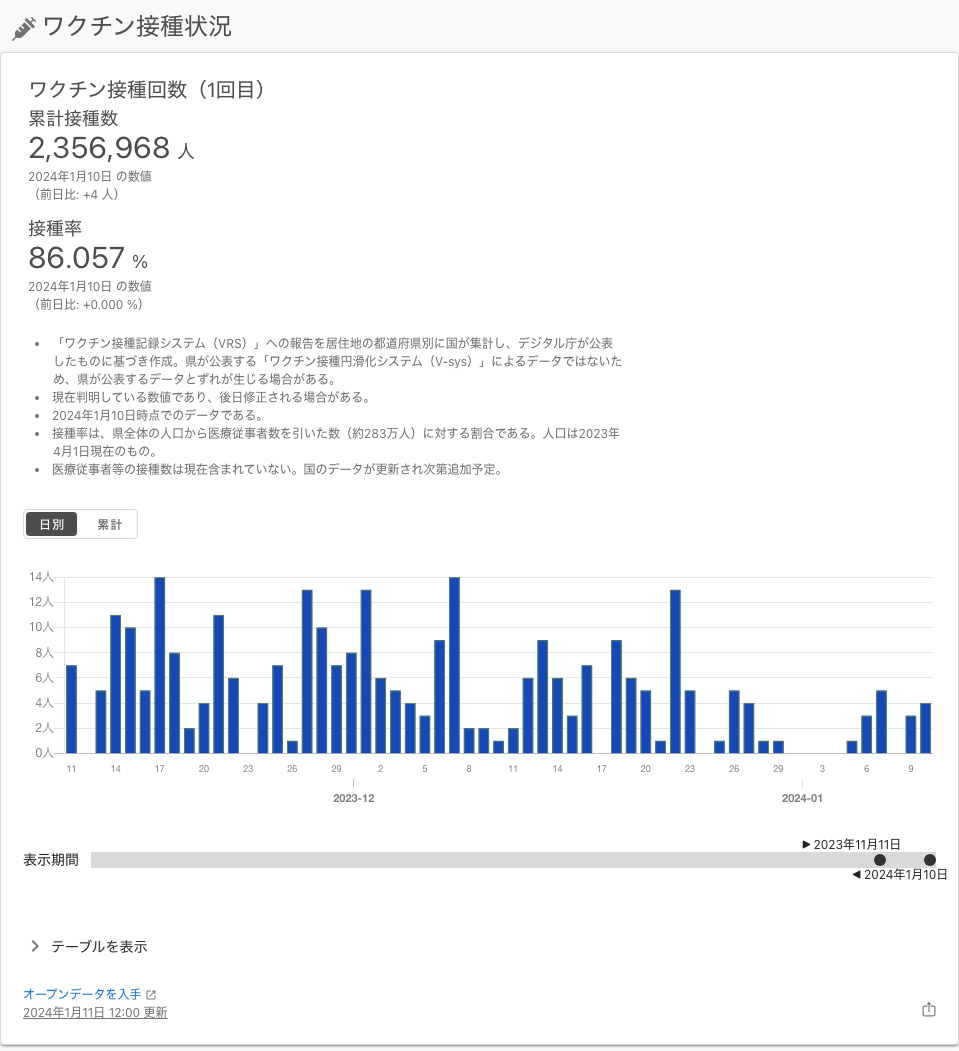 ワクチン接種状況
ワクチン接種回数（1回目）
累計接種数
2,356,968 人
2024年1月10日 の数値
（前日比: +4 人）
接種率
86.057 %
2024年1月10日 の数値
（前日比: +0.000 %）
• 「ワクチン接種記録システム（VRS）」への報告を居住地の都道府県別に国が集計し、デジタル庁が公表
したものに基づき作成。県が公表する「ワクチン接種円滑化システム（V-sys）」によるデータではないた
め、県が公表するデータとずれが生じる場合がある。
• 現在判明している数値であり、後日修正される場合がある。
• 2024年1月10日時点でのデータである。
• 接種率は、県全体の人口から医療従事者数を引いた数（約283万人）に対する割合である。人口は2023年
4月1日現在のもの。
• 医療従事者等の接種数は現在含まれていない。国のデータが更新され次第追加予定。
日別 累計
14人
12人
10人
8人
6人
4人
2人
0人
11 14 17 20 23 26 29 2 5 8 11 14 17 20 23 26 29 3 6 9
2023-12 2024-01
▶ 2023年11月11日
表示期間
◀ 2024年1月10日
テーブルを表示
オープンデータを入手
2024年1月11日 12:00 更新